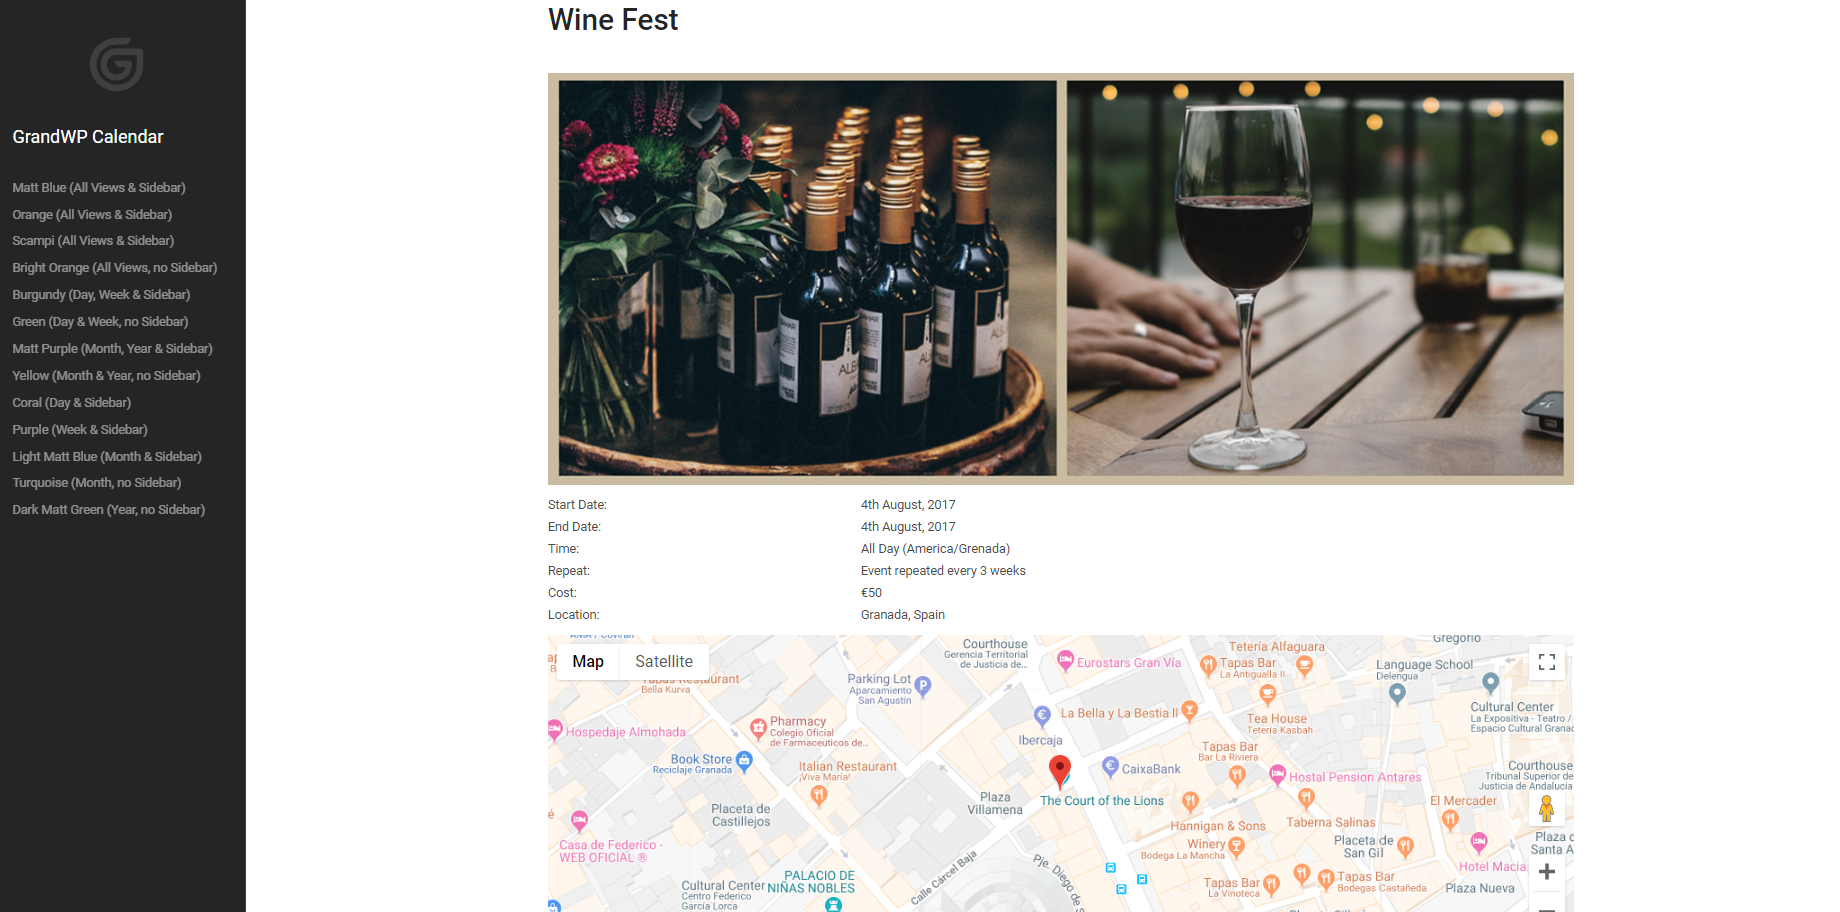 GrandWP Calendar
Matt Blue (All Views & Sidebar)
Orange (All Views & Sidebar)
Scampi (All Views & Sidebar)
Bright Orange (All Views, no Sidebar)
Burgundy (Day, Week & Sidebar)
Green (Day & Week, no Sidebar)
Matt Purple (Month, Year & Sidebar)
Yellow (Month & Year, no Sidebar)
Coral (Day & Sidebar)
Purple (Week & Sidebar)
Light Matt Blue (Month & Sidebar)
Turquoise (Month, no Sidebar)
Dark Matt Green (Year, no Sidebar)
Wine Fest
Start Date: 4th August, 2017
End Date: 4th August, 2017
Time: All Day (America/Grenada)
Repeat: Event repeated every 3 weeks
Cost: €50
Location: Granada, Spain
Map Satellite
Restaurant
Bella Kurva
Parking Lot
Aparcamiento
San Agustín
Courthouse
Gerencia Territorial
de Justicia de...
Eurostars Gran Vía
Tetería Alfaguara
Tapas Bar
La Antigualla II
Gregorio
Language School
Delengua
Cultural Center
La Expositiva - Teatro /
Espacio Cultural Granad
Hospedaje Almohada
Pharmacy
Colegio Oficial
de Farmaceuticos de...
Ibercaja
La Bella y La Bestia II
Tea House
Teteria Kasbah
Book Store
Reciclaje Granada
Italian Restaurant
¡Viva María!
CaixaBank
Tapas Bar
Bar La Riviera
Hostal Pension Antares
Courthouse
Tribunal Superior de
Justicia de Andalucía
Placeta de
Castillejos
Plaza
Villamena
The Court of the Lions
El Mercader
Hannigan & Sons
Taberna Salinas
Casa de Federico -
WEB OFICIAL ®
Winery
Bodega La Mancha
Placeta de
San Gil
Plaza
Santa A
Hotel Macia
Calle Cárcel Baja
Pje. Diego de
PALACIO DE
NIÑAS NOBLES
Cultural Center
Centro Federico
García Lorca
Tapas Bar
La Vinoteca
Tapas Bar
Bodegas Castañeda
Plaza Nueva